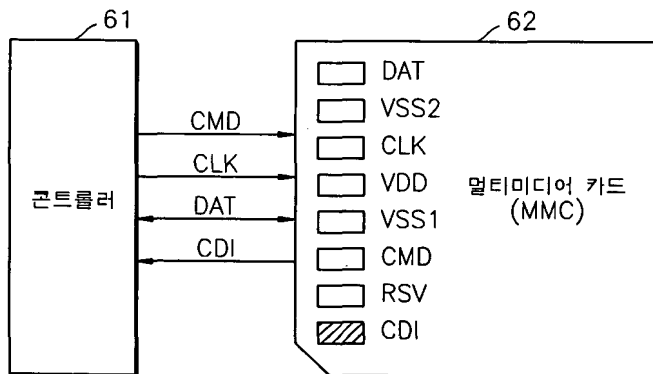 61
62
콘트롤러
CMD
CLK
DAT
CDI
DAT
VSS2
CLK
VDD
VSS1
CMD
RSV
CDI
멀티미디어 카드
(MMC)